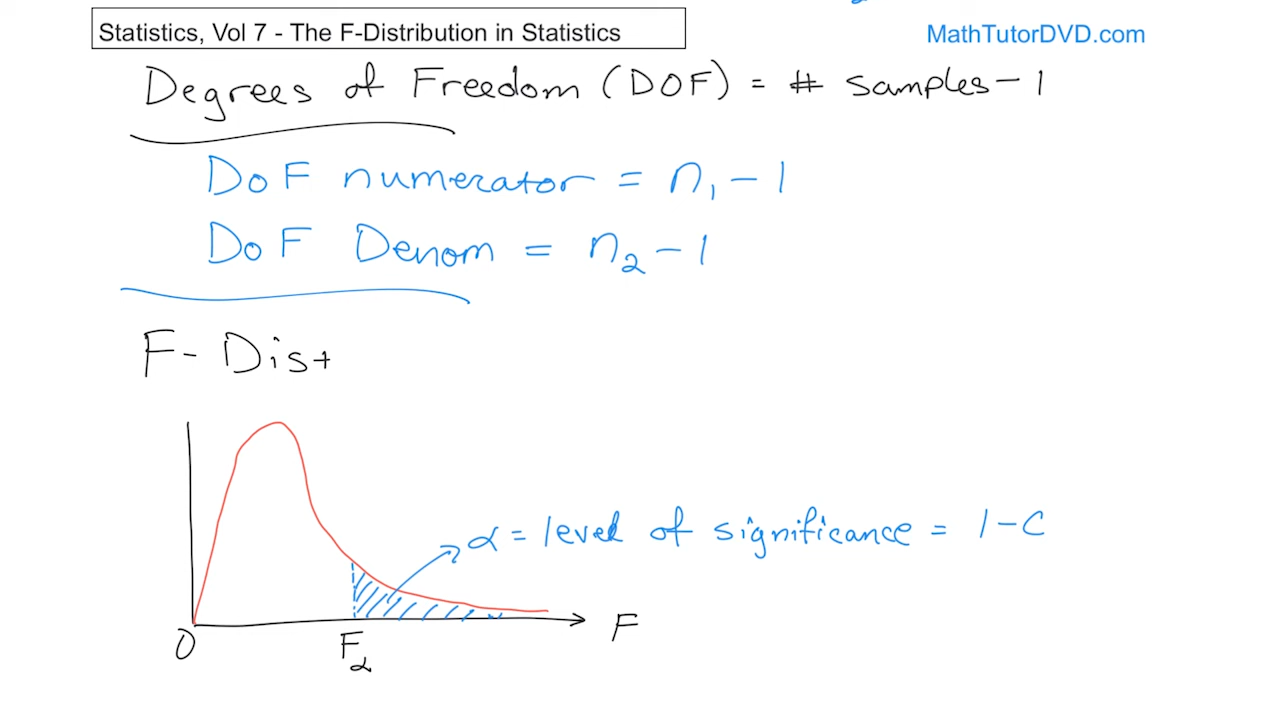 Statistics, Vol 7 - The F-Distribution in Statistics
MathTutorDVD.com
Degrees of Freedom (DOF) = # samples - 1
DoF numerator = n₁ - 1
DoF Denom = n₂ - 1
F- Dist
α = level of significance = 1 - C
0
F_α
F